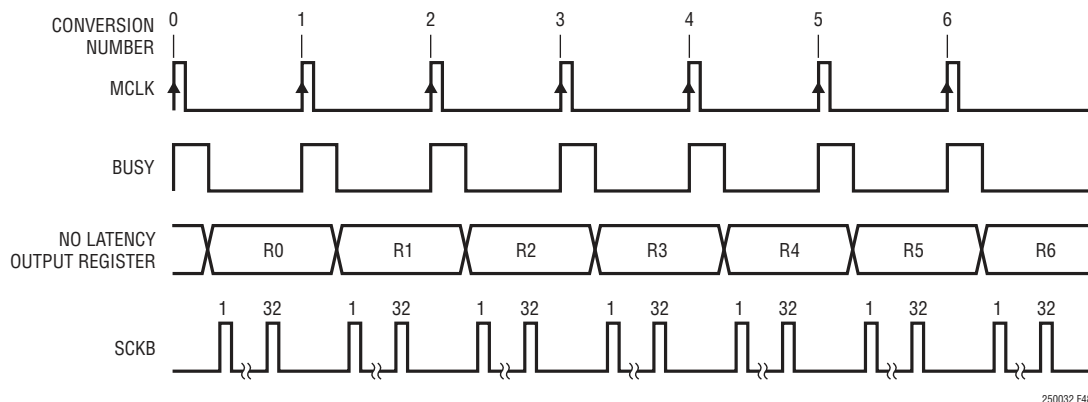 CONVERSION NUMBER
0 1 2 3 4 5 6
MCLK
BUSY
NO LATENCY OUTPUT REGISTER
R0 R1 R2 R3 R4 R5 R6
1 32 1 32 1 32 1 32 1 32 1 32 1 32
SCKB